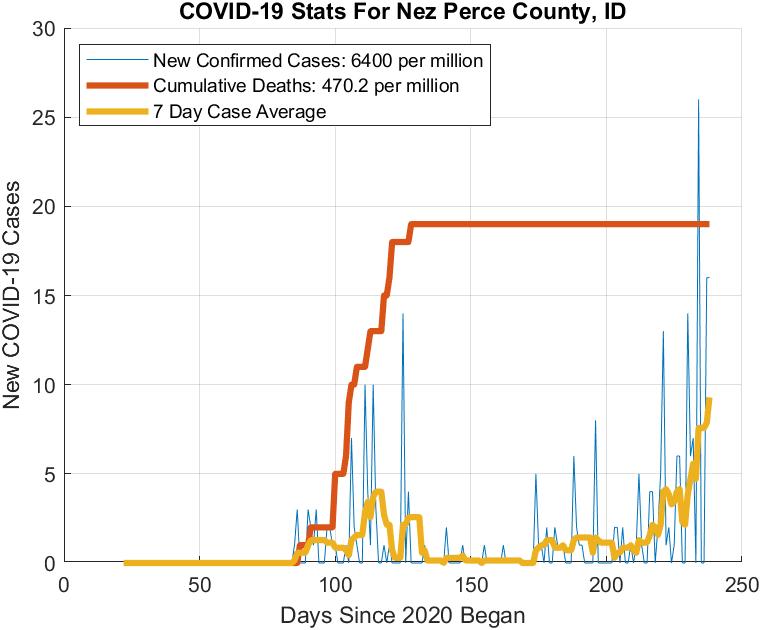 COVID-19 Stats For Nez Perce County, ID
30
New Confirmed Cases: 6400 per million
Cumulative Deaths: 470.2 per million
7 Day Case Average
25
20
15
10
5
0
New COVID-19 Cases
0 50 100 150 200 250
Days Since 2020 Began